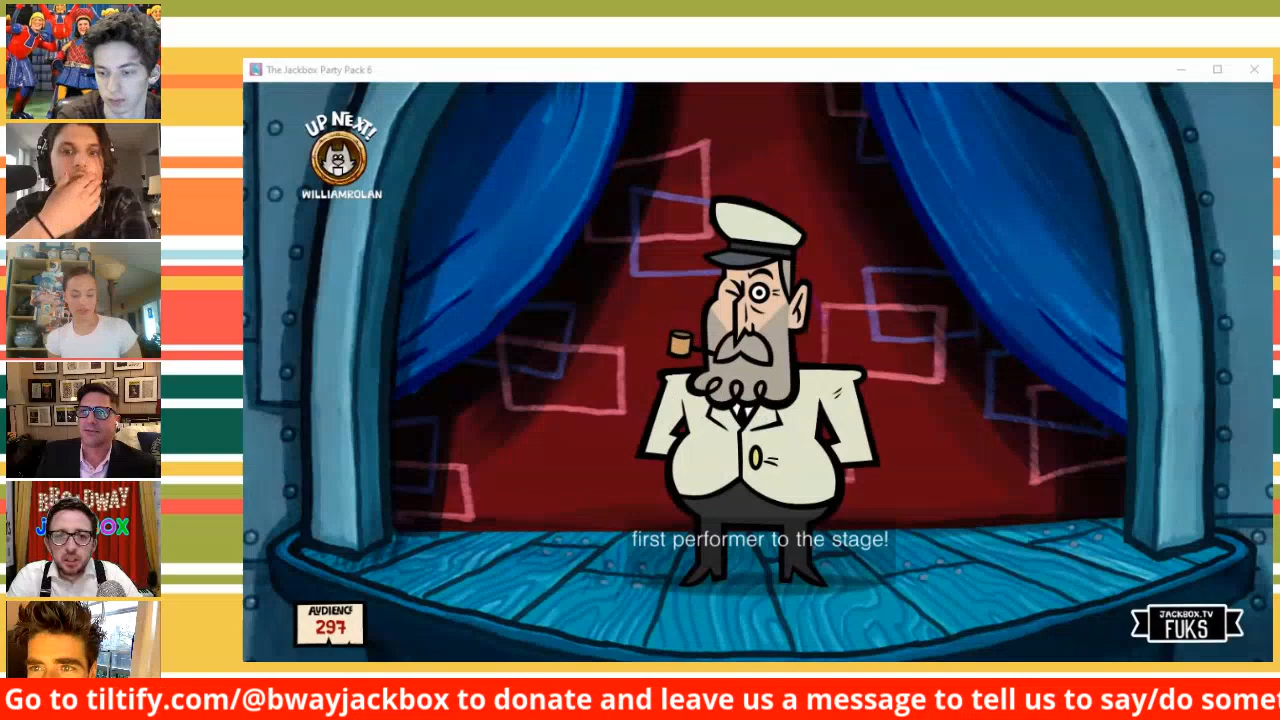 The Jackbox Party Pack 6
UP NEXT!
WILLIAMROLAN
BROADWAY
first performer to the stage!
AUDIENCE
297
JACKBOX.TV
FUKS
Go to tiltify.com/@bwayjackbox to donate and leave us a message to tell us to say/do some